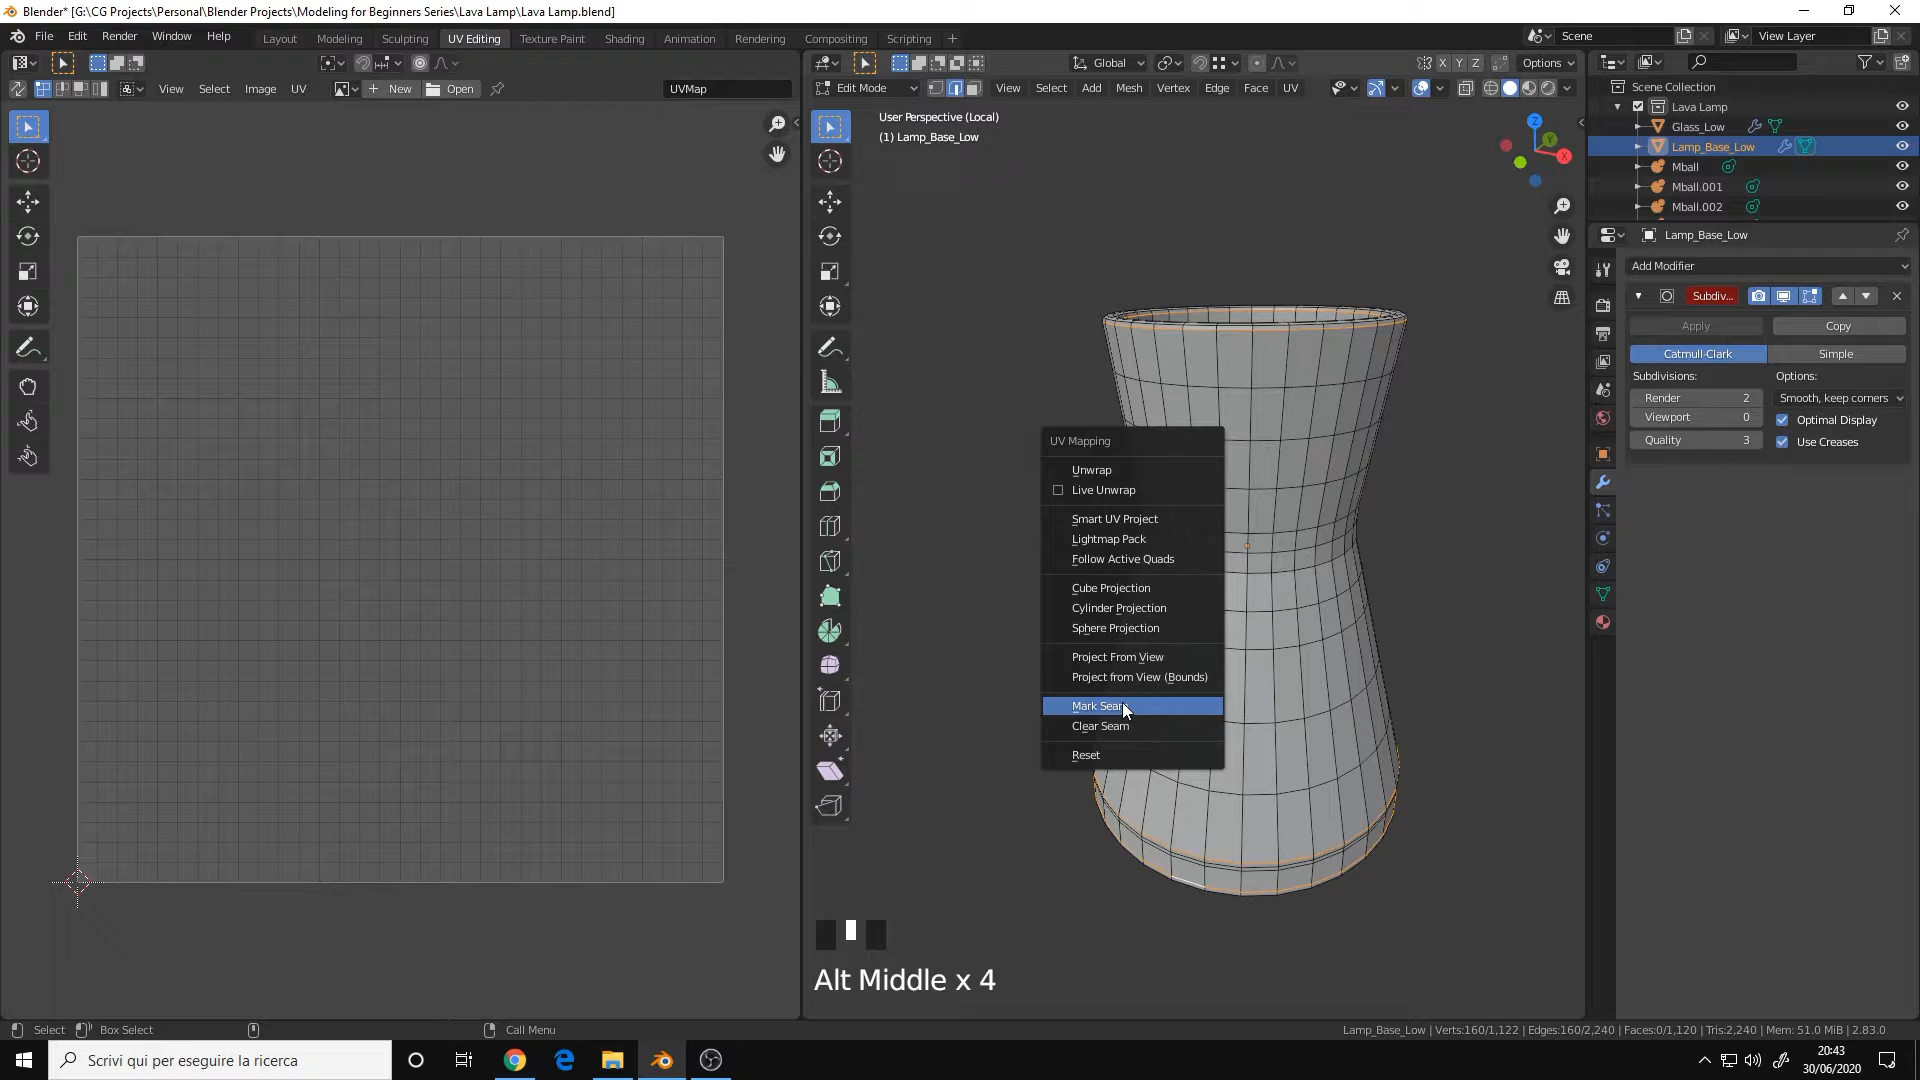 Blender* [G:\CG Projects\Personal\Blender Projects\Modeling for Beginners Series\Lava Lamp\Lava Lamp.blend]
File Edit Render Window Help Layout Modeling Sculpting UV Editing Texture Paint Shading Animation Rendering Compositing Scripting + Scene View Layer
Global Options X Y Z
View Select Image UV New Open UVMap Edit Mode View Select Add Mesh Vertex Edge Face UV
Scene Collection
Lava Lamp
Glass_Low
Lamp_Base_Low
Mball
Mball.001
Mball.002
User Perspective (Local)
(1) Lamp_Base_Low
Z
Y
X
Lamp_Base_Low
Add Modifier
Subdiv...
Apply Copy
Catmull-Clark Simple
Subdivisions: Options:
Render 2 Smooth, keep corners
Viewport 0 Optimal Display
Quality 3 Use Creases
UV Mapping
Unwrap
Live Unwrap
Smart UV Project
Lightmap Pack
Follow Active Quads
Cube Projection
Cylinder Projection
Sphere Projection
Project From View
Project from View (Bounds)
Mark Seam
Clear Seam
Reset
Alt Middle x 4
Select Box Select Call Menu Lamp_Base_Low | Verts:160/1,122 | Edges:160/2,240 | Faces:0/1,120 | Tris:2,240 | Mem: 51.0 MiB | 2.83.0
Scrivi qui per eseguire la ricerca
20:43
30/06/2020